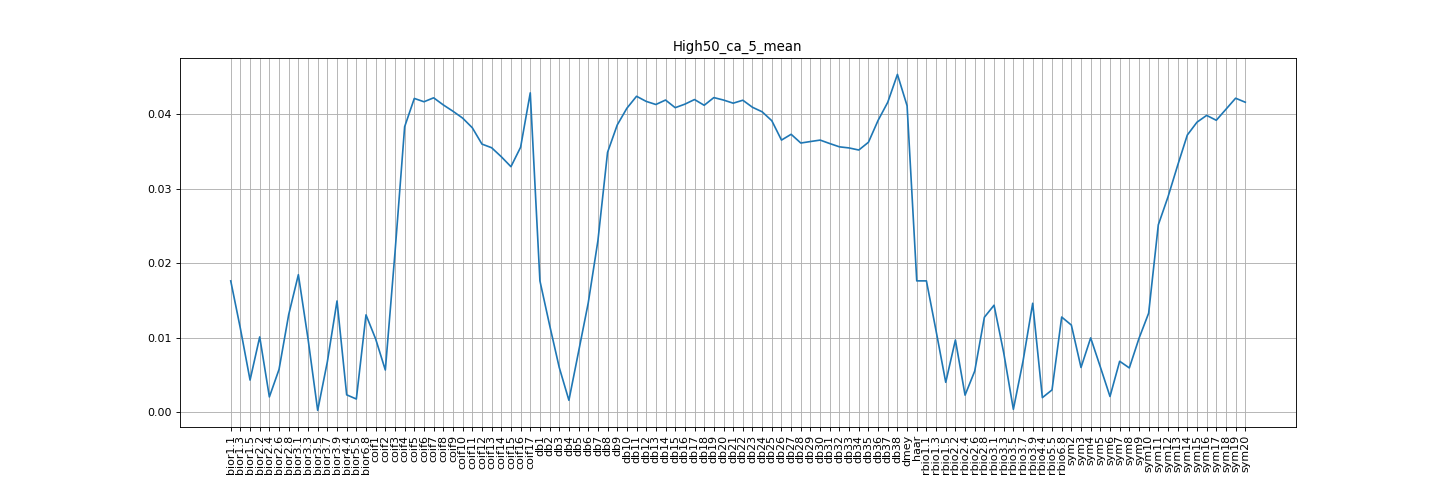 High50_ca_5_mean
0.04
0.03
0.02
0.01
0.00
bior1.1
bior1.3
bior1.5
bior2.2
bior2.4
bior2.6
bior2.8
bior3.1
bior3.3
bior3.5
bior3.7
bior3.9
bior4.4
bior5.5
bior6.8
coif1
coif2
coif3
coif4
coif5
coif6
coif7
coif8
coif9
coif10
coif11
coif12
coif13
coif14
coif15
coif16
coif17
db1
db2
db3
db4
db5
db6
db7
db8
db9
db10
db11
db12
db13
db14
db15
db16
db17
db18
db19
db20
db21
db22
db23
db24
db25
db26
db27
db28
db29
db30
db31
db32
db33
db34
db35
db36
db37
db38
dmey
haar
rbio1.1
rbio1.3
rbio1.5
rbio2.2
rbio2.4
rbio2.6
rbio2.8
rbio3.1
rbio3.3
rbio3.5
rbio3.7
rbio3.9
rbio4.4
rbio5.5
rbio6.8
sym2
sym3
sym4
sym5
sym6
sym7
sym8
sym9
sym10
sym11
sym12
sym13
sym14
sym15
sym16
sym17
sym18
sym19
sym20